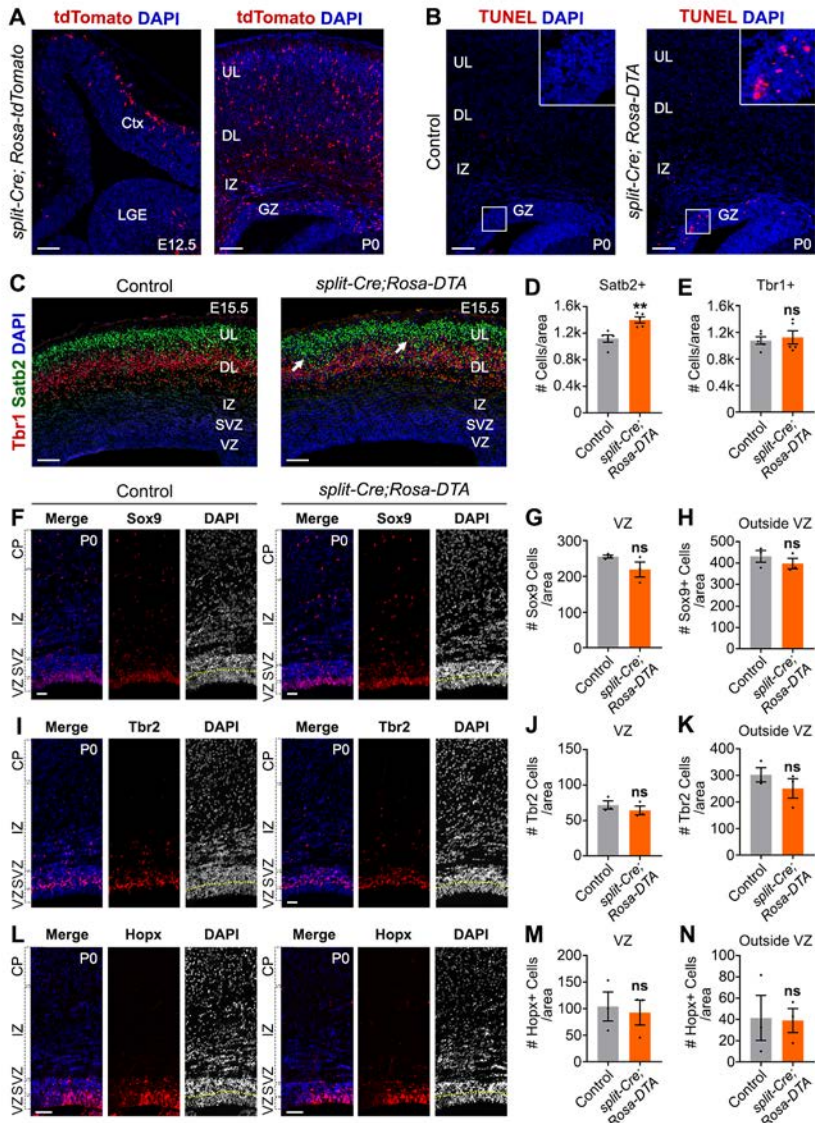 A
tdTomato DAPI
split-Cre; Rosa-tdTomato
Ctx
LGE
E12.5
UL
DL
IZ
GZ
P0
B
TUNEL DAPI
Control
UL
DL
IZ
GZ
P0
split-Cre; Rosa-DTA
GZ
P0
C
Control
split-Cre;Rosa-DTA
Tbr1 Satb2 DAPI
E15.5
UL
DL
IZ
SVZ
VZ
E15.5
UL
DL
IZ
SVZ
VZ
D
Satb2+
# Cells/area
1.6k
1.2k
0.8k
0.4k
0
**
Control
split-Cre;
Rosa-DTA
E
Tbr1+
# Cells/area
1.6k
1.2k
0.8k
0.4k
0
ns
Control
split-Cre;
Rosa-DTA
Control
split-Cre;Rosa-DTA
F
Merge Sox9 DAPI Merge Sox9 DAPI
P0
P0
CP
IZ
SVZ
VZ
CP
IZ
SVZ
VZ
G
VZ
# Sox9 Cells
/area
300
200
100
0
ns
Control
split-Cre;
Rosa-DTA
H
Outside VZ
# Sox9+ Cells
/area
500
400
300
200
100
0
ns
Control
split-Cre;
Rosa-DTA
I
Merge Tbr2 DAPI Merge Tbr2 DAPI
P0
P0
CP
IZ
SVZ
VZ
CP
IZ
SVZ
VZ
J
VZ
# Tbr2 Cells
/area
150
100
50
0
ns
Control
split-Cre;
Rosa-DTA
K
Outside VZ
# Tbr2 Cells
/area
400
300
200
100
0
ns
Control
split-Cre;
Rosa-DTA
L
Merge Hopx DAPI Merge Hopx DAPI
P0
P0
CP
IZ
SVZ
VZ
CP
IZ
SVZ
VZ
M
VZ
# Hopx+ Cells
/area
200
150
100
50
0
ns
Control
split-Cre;
Rosa-DTA
N
Outside VZ
# Hopx+ Cells
/area
100
80
60
40
20
0
ns
Control
split-Cre;
Rosa-DTA